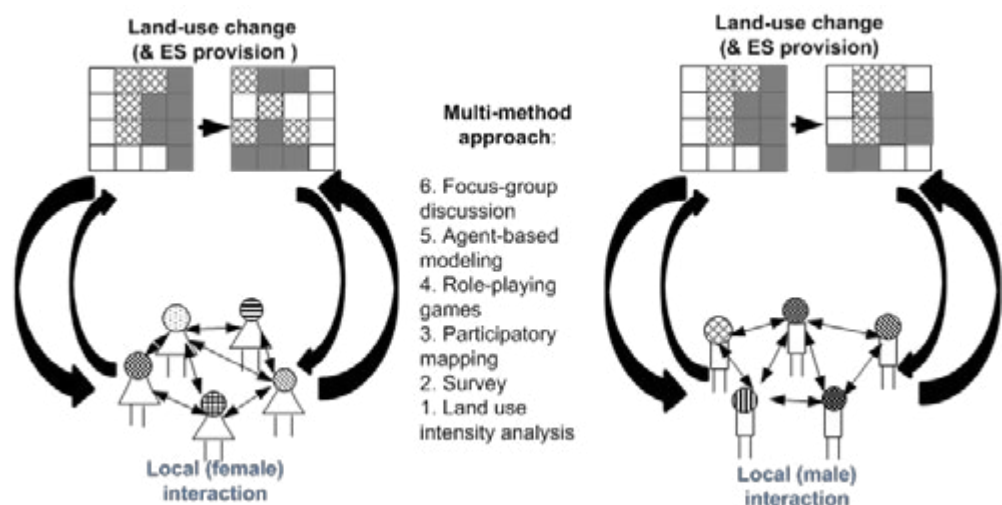 Land-use change
(& ES provision )
Land-use change
(& ES provision)
Multi-method
approach:
6. Focus-group
discussion
5. Agent-based
modeling
4. Role-playing
games
3. Participatory
mapping
2. Survey
1. Land use
intensity analysis
Local (female)
interaction
Local (male)
interaction